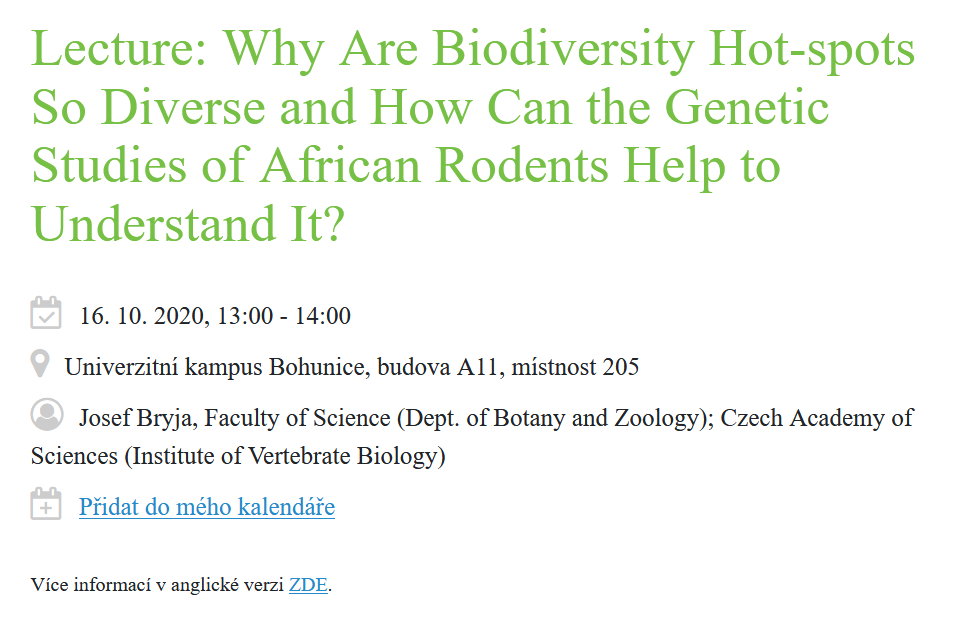 Lecture: Why Are Biodiversity Hot-spots
So Diverse and How Can the Genetic
Studies of African Rodents Help to
Understand It?
16. 10. 2020, 13:00 - 14:00
Univerzitní kampus Bohunice, budova A11, místnost 205
Josef Bryja, Faculty of Science (Dept. of Botany and Zoology); Czech Academy of
Sciences (Institute of Vertebrate Biology)
Přidat do mého kalendáře
Více informací v anglické verzi ZDE.